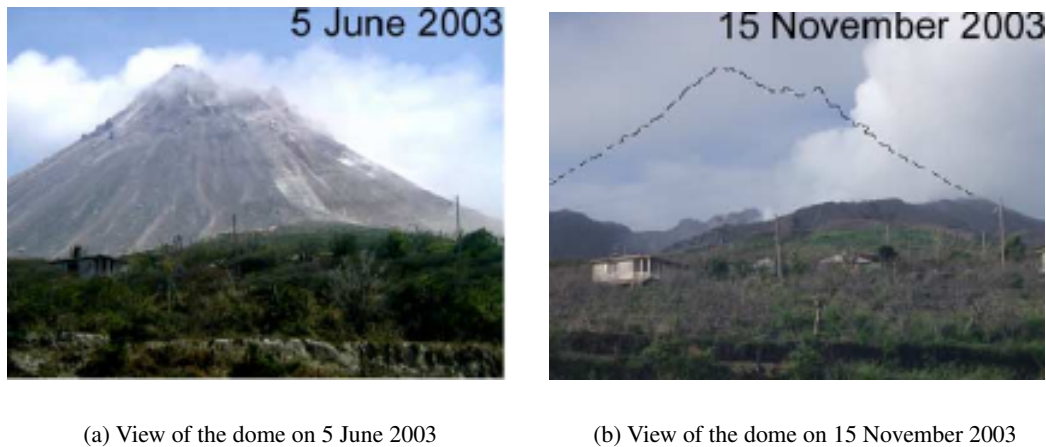 5 June 2003
15 November 2003
(a) View of the dome on 5 June 2003
(b) View of the dome on 15 November 2003